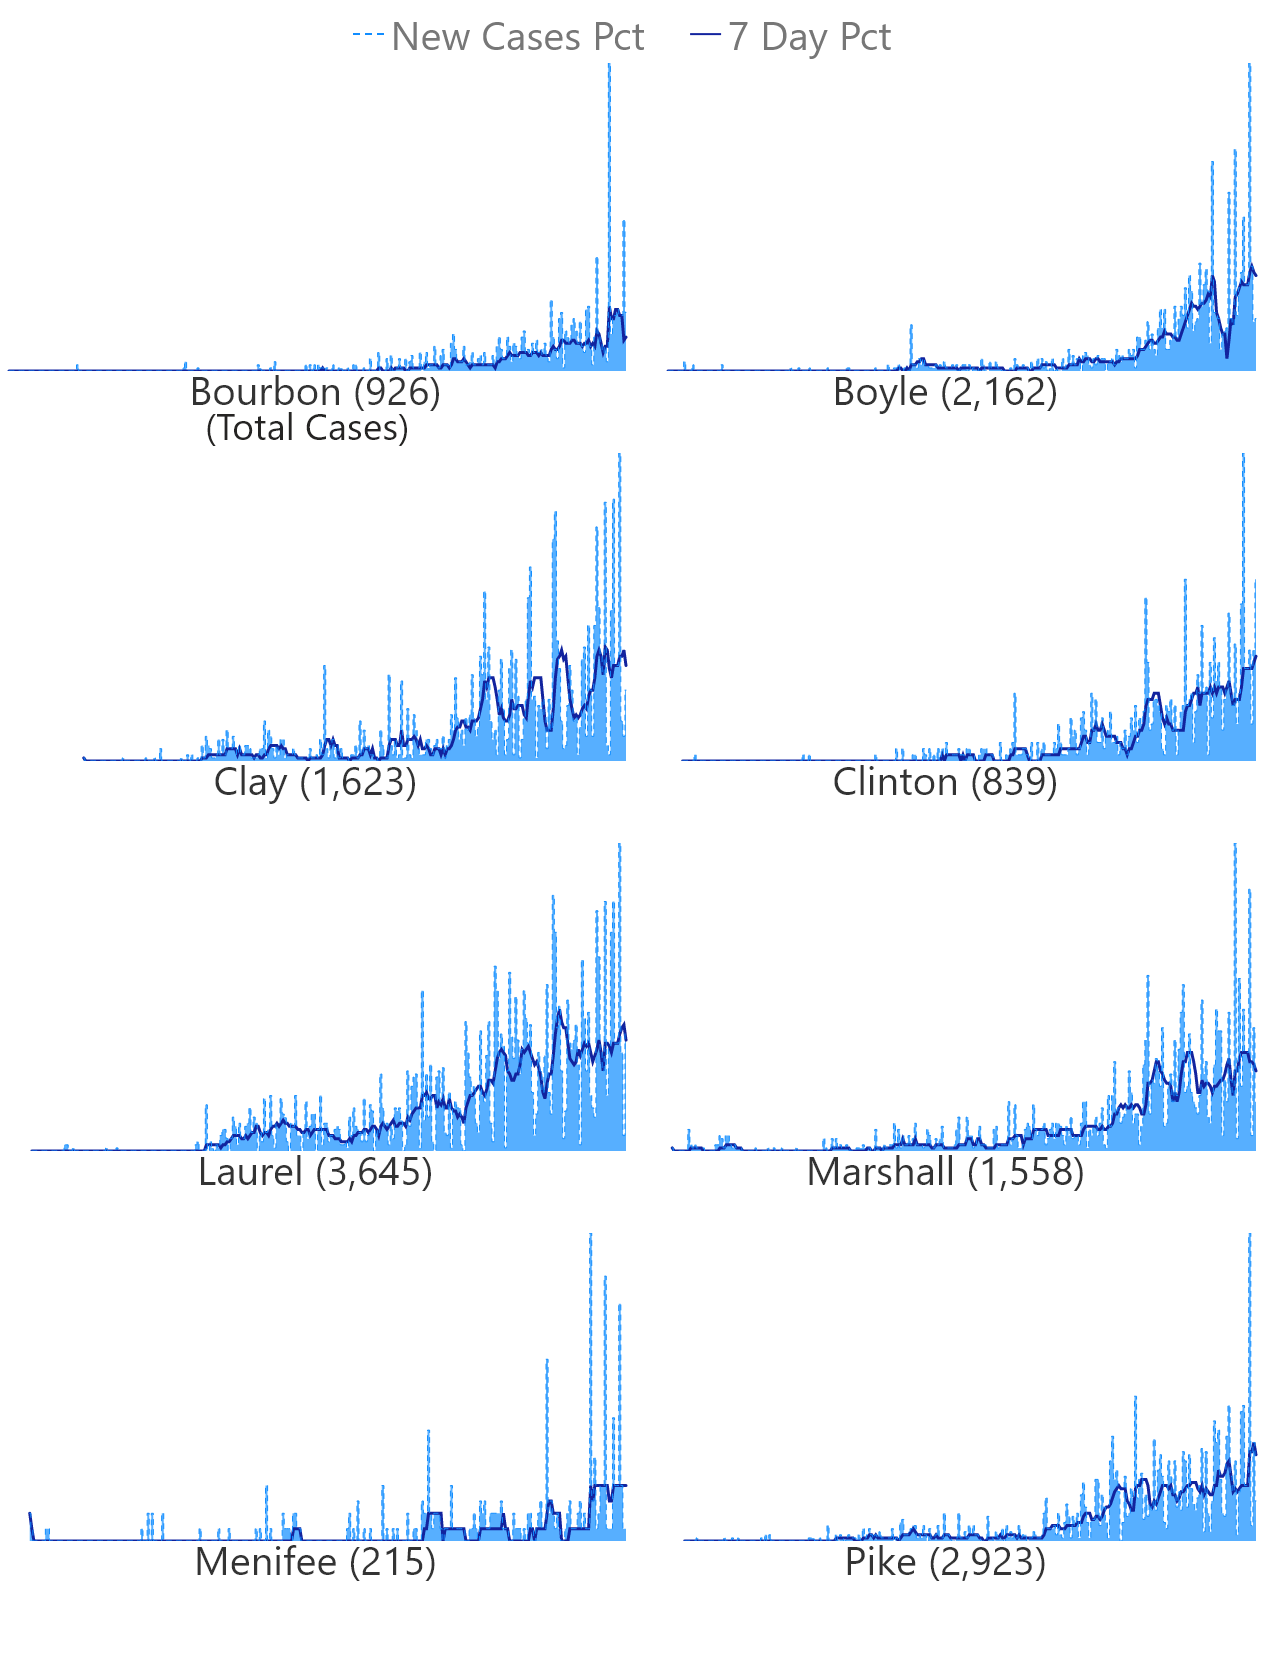 New Cases Pct 7 Day Pct
Bourbon (926)
(Total Cases)
Boyle (2,162)
Clay (1,623)
Clinton (839)
Laurel (3,645)
Marshall (1,558)
Menifee (215)
Pike (2,923)